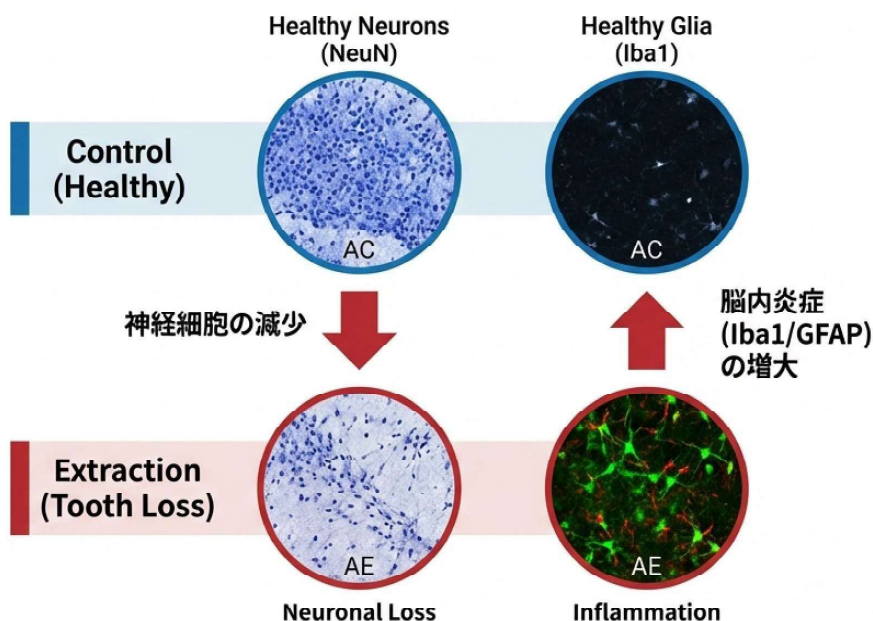 Healthy Neurons
(NeuN)
Healthy Glia
(Iba1)
Control
(Healthy)
AC
AC
神経細胞の減少
脳内炎症
(Iba1/GFAP)
の増大
Extraction
(Tooth Loss)
AE
AE
Neuronal Loss
Inflammation